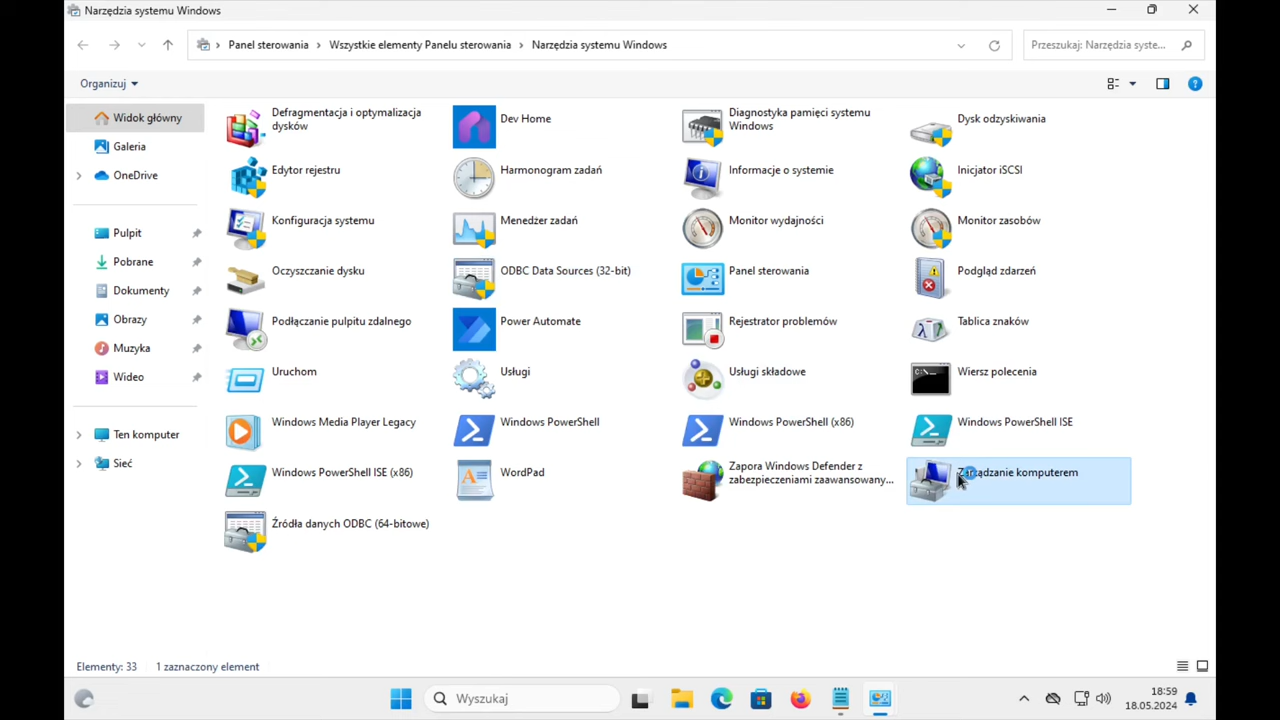 Narzędzia systemu Windows
Panel sterowania > Wszystkie elementy Panelu sterowania > Narzędzia systemu Windows
Przeszukaj: Narzędzia syste...
Organizuj
Widok główny
Galeria
OneDrive
Pulpit
Pobrane
Dokumenty
Obrazy
Muzyka
Wideo
Ten komputer
Sieć
Defragmentacja i optymalizacja
dysków
Dev Home
Diagnostyka pamięci systemu
Windows
Dysk odzyskiwania
Edytor rejestru
Harmonogram zadań
Informacje o systemie
Inicjator iSCSI
Konfiguracja systemu
Menedżer zadań
Monitor wydajności
Monitor zasobów
Oczyszczanie dysku
ODBC Data Sources (32-bit)
Panel sterowania
Podgląd zdarzeń
Podłączanie pulpitu zdalnego
Power Automate
Rejestrator problemów
Tablica znaków
Uruchom
Usługi
Usługi składowe
Wiersz polecenia
Windows Media Player Legacy
Windows PowerShell
Windows PowerShell (x86)
Windows PowerShell ISE
Windows PowerShell ISE (x86)
WordPad
Zapora Windows Defender z
zabezpieczeniami zaawansowany...
Zarządzanie komputerem
Źródła danych ODBC (64-bitowe)
Elementy: 33 1 zaznaczony element
Wyszukaj
18:59
18.05.2024